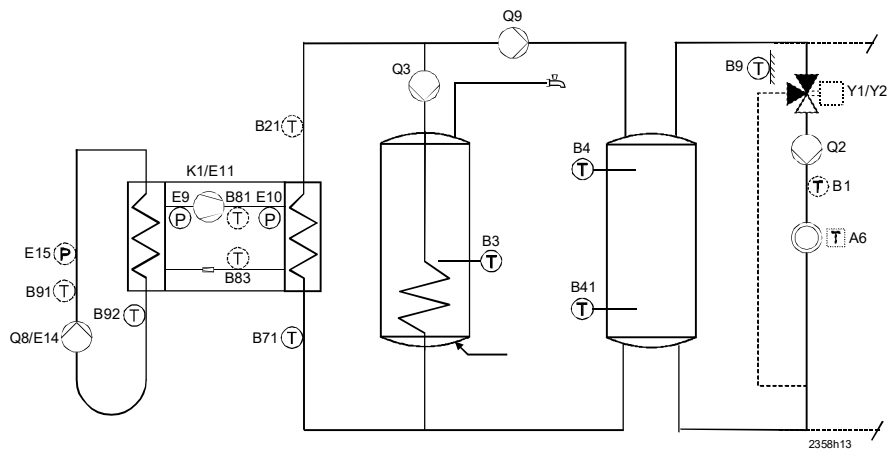 Q9
Q3
B9 T
Y1/Y2
B21 T
B4
T
Q2
K1/E11
E9 B81 E10
P T P
T B1
B3
T
T A6
E15 P
T
B83
B91 T
B92 T
B41
T
Q8/E14
B71 T
2358h13